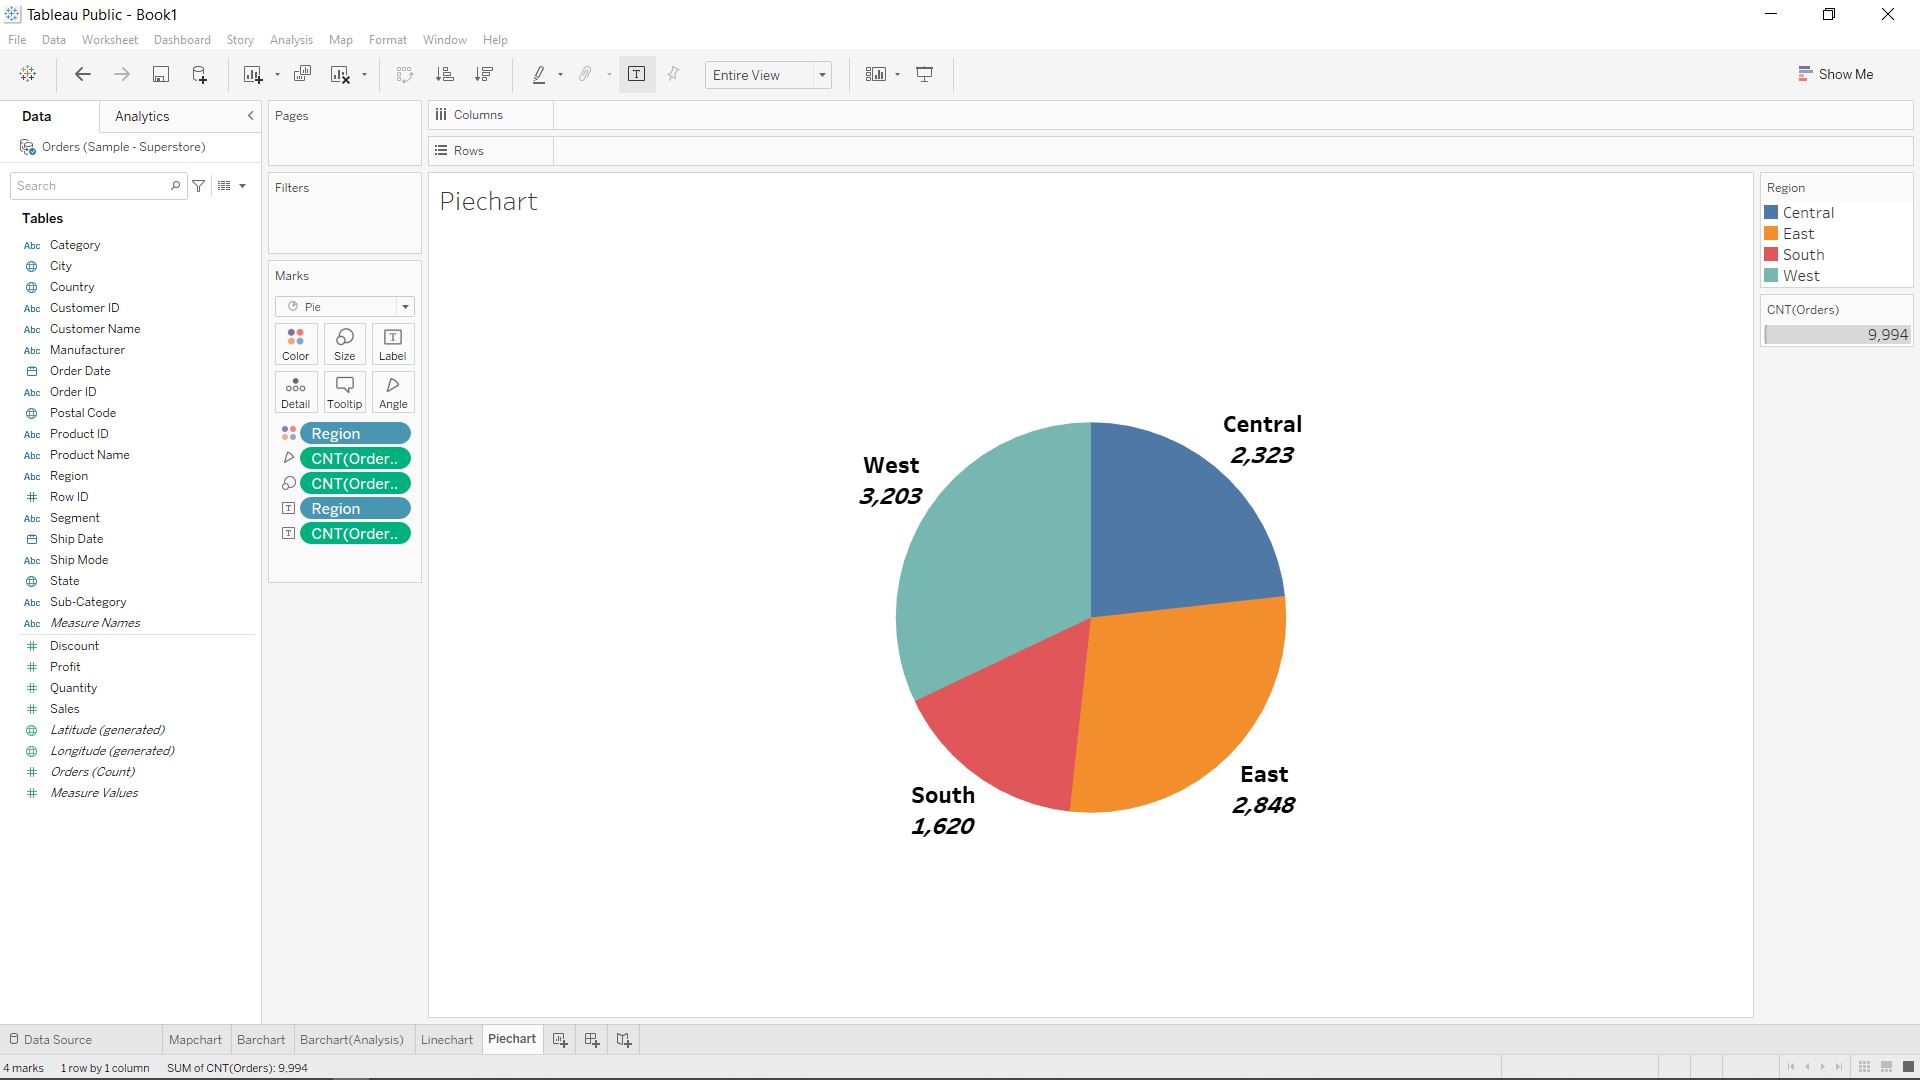 Tableau Public - Book1
File Data Worksheet Dashboard Story Analysis Map Format Window Help
Entire View
Show Me
Data Analytics
Orders (Sample - Superstore)
Search
Tables
Abc Category
City
Country
Abc Customer ID
Abc Customer Name
Abc Manufacturer
Order Date
Abc Order ID
Postal Code
Abc Product ID
Abc Product Name
Abc Region
# Row ID
Abc Segment
Ship Date
Abc Ship Mode
State
Abc Sub-Category
Abc Measure Names
# Discount
# Profit
# Quantity
# Sales
Latitude (generated)
Longitude (generated)
# Orders (Count)
# Measure Values
Pages
Filters
Marks
Pie
Color Size Label
Detail Tooltip Angle
Region
CNT(Order..
CNT(Order..
Region
CNT(Order..
Columns
Rows
Piechart
Central
2,323
West
3,203
East
2,848
South
1,620
Region
Central
East
South
West
CNT(Orders)
9,994
Data Source Mapchart Barchart Barchart(Analysis) Linechart Piechart
4 marks 1 row by 1 column SUM of CNT(Orders): 9,994